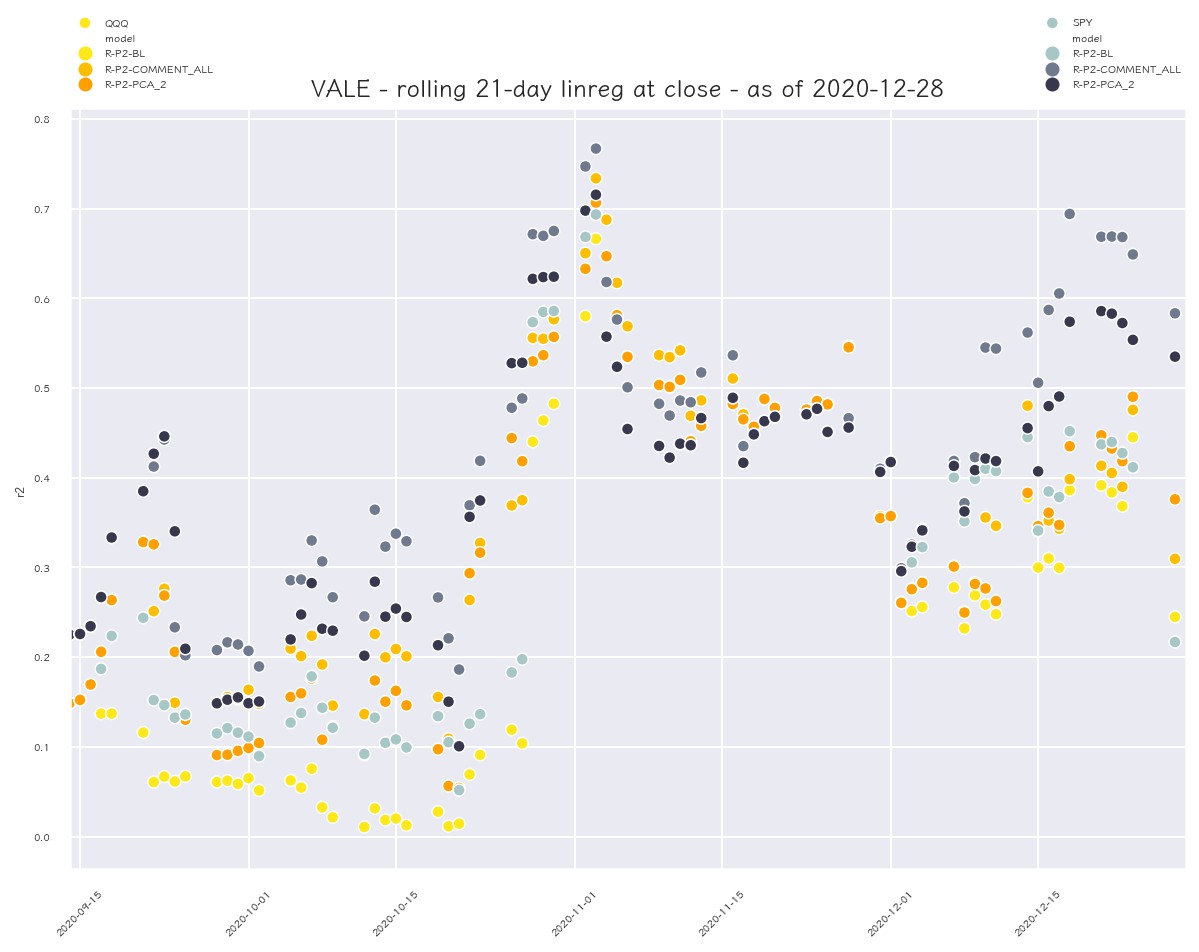 QQQ
model
R-P2-BL
R-P2-COMMENT_ALL
R-P2-PCA_2
SPY
model
R-P2-BL
R-P2-COMMENT_ALL
R-P2-PCA_2
VALE - rolling 21-day linreg at close - as of 2020-12-28
0.8
0.7
0.6
0.5
0.4
0.3
0.2
0.1
0.0
r2
2020-09-15
2020-10-01
2020-10-15
2020-11-01
2020-11-15
2020-12-01
2020-12-15